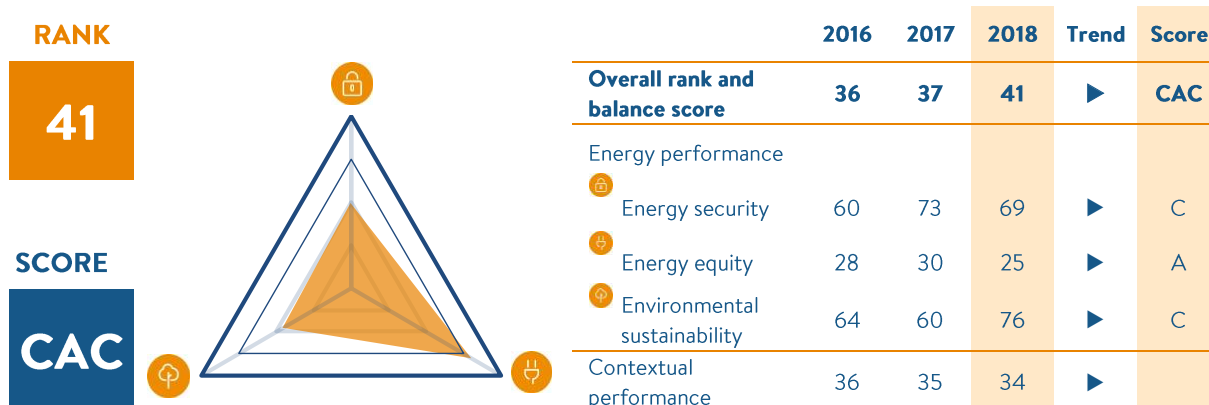 RANK
41
SCORE
CAC
2016 2017 2018 Trend Score
Overall rank and
balance score 36 37 41 CAC
Energy performance
Energy security 60 73 69 C
Energy equity 28 30 25 A
Environmental
sustainability 64 60 76 C
Contextual
performance 36 35 34